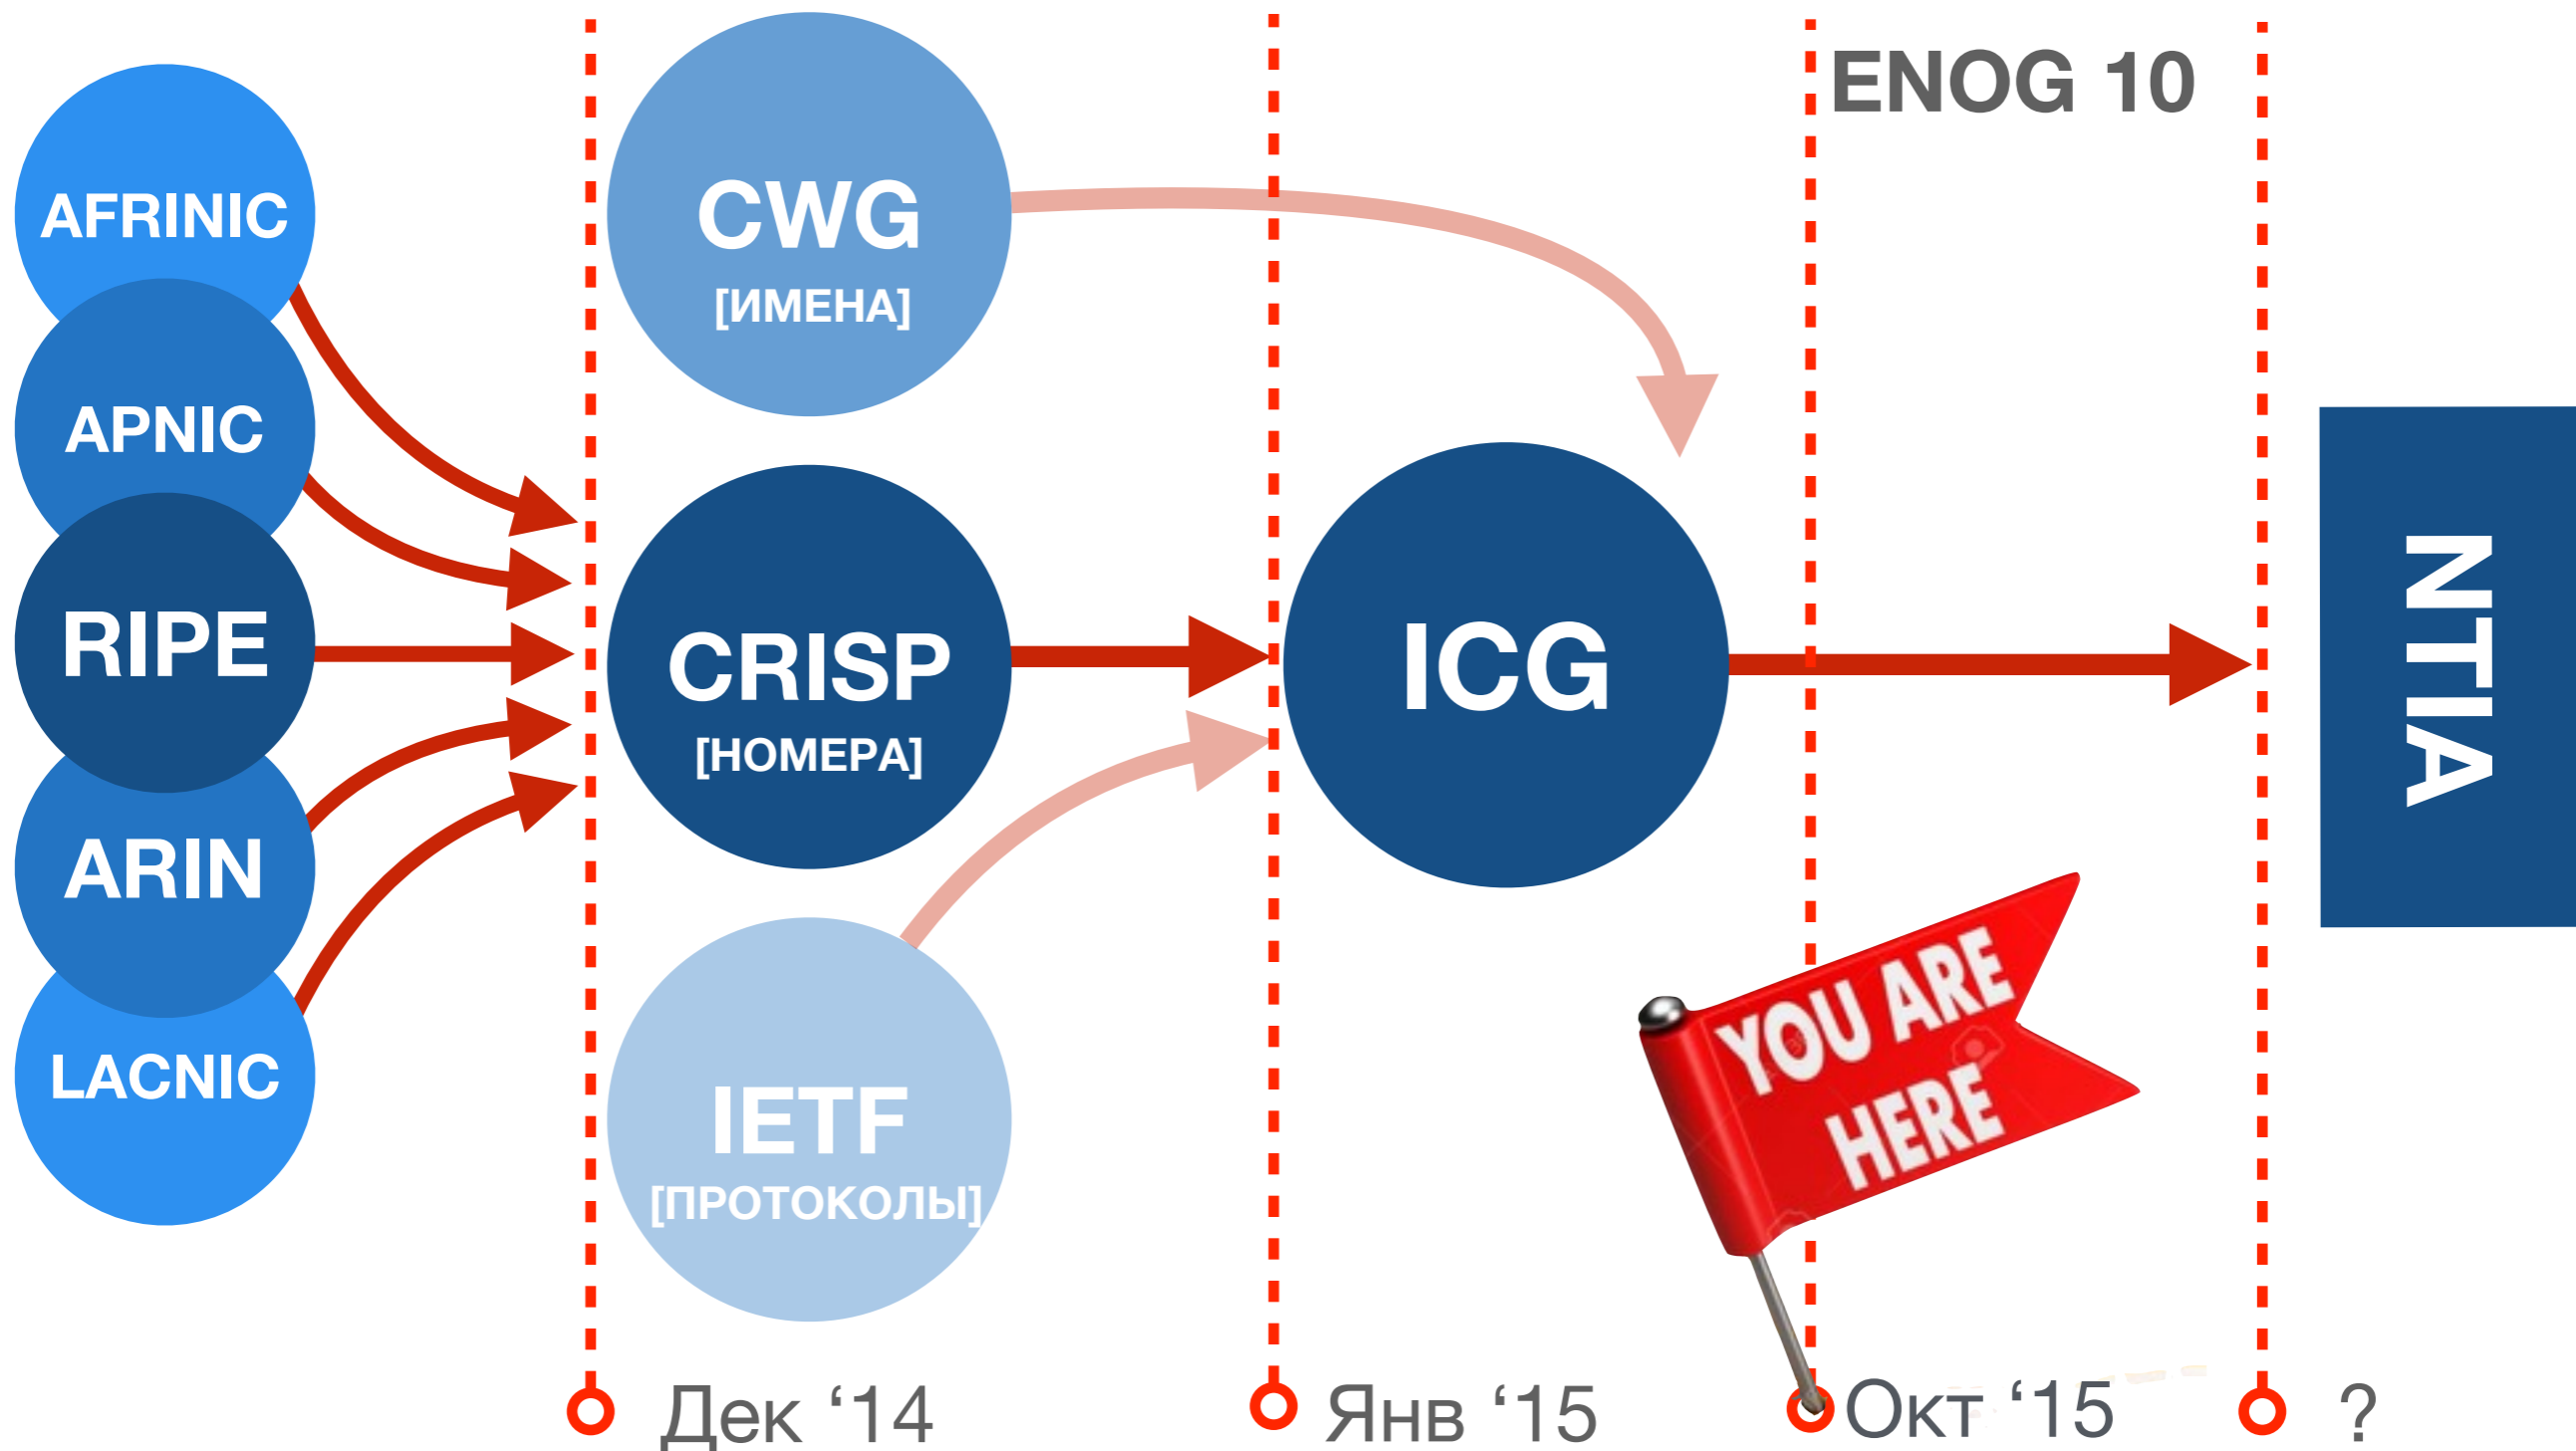 ENOG 10
AFRINIC
APNIC
RIPE
ARIN
LACNIC
CWG
[ИМЕНА]
CRISP
[НОМЕРА]
IETF
[ПРОТОКОЛЫ]
ICG
NTIA
YOU ARE
HERE
Дек ‘14
Янв ‘15
Окт ‘15
?